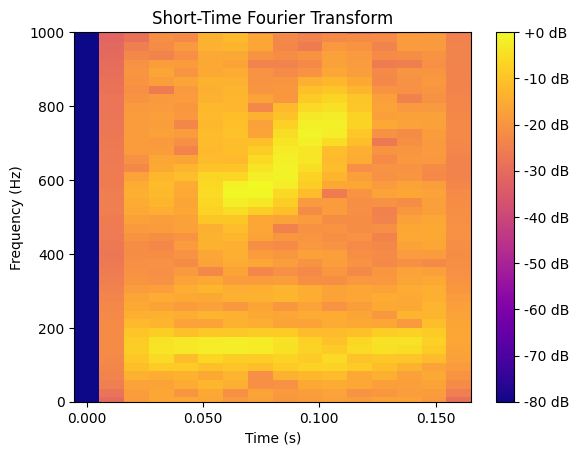 Short-Time Fourier Transform
1000
800
600
400
200
0
Frequency (Hz)
0.000
0.050
0.100
0.150
Time (s)
+0 dB
-10 dB
-20 dB
-30 dB
-40 dB
-50 dB
-60 dB
-70 dB
-80 dB